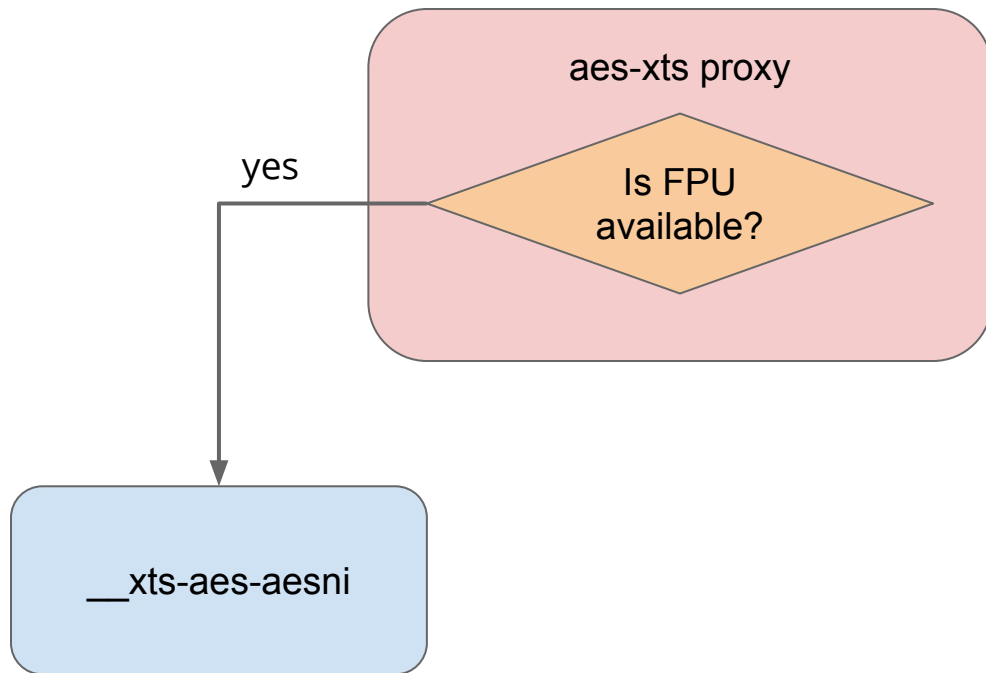 aes-xts proxy
yes
Is FPU
available?
__xts-aes-aesni